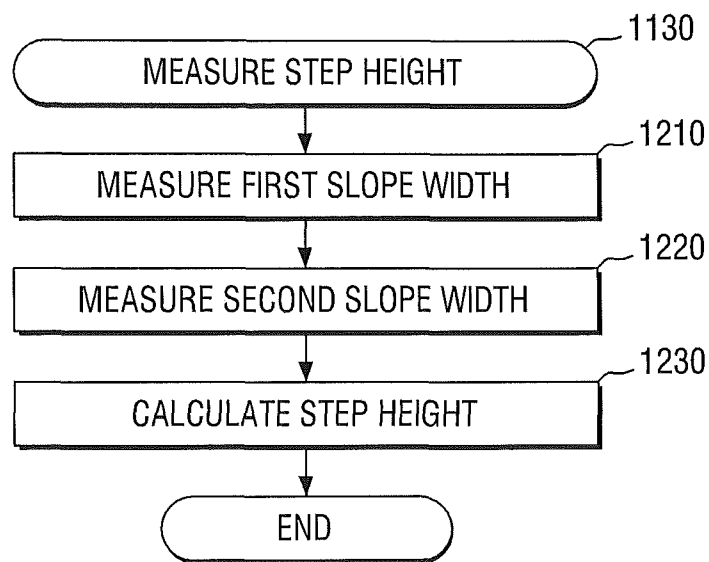 1130
MEASURE STEP HEIGHT
1210
MEASURE FIRST SLOPE WIDTH
1220
MEASURE SECOND SLOPE WIDTH
1230
CALCULATE STEP HEIGHT
END